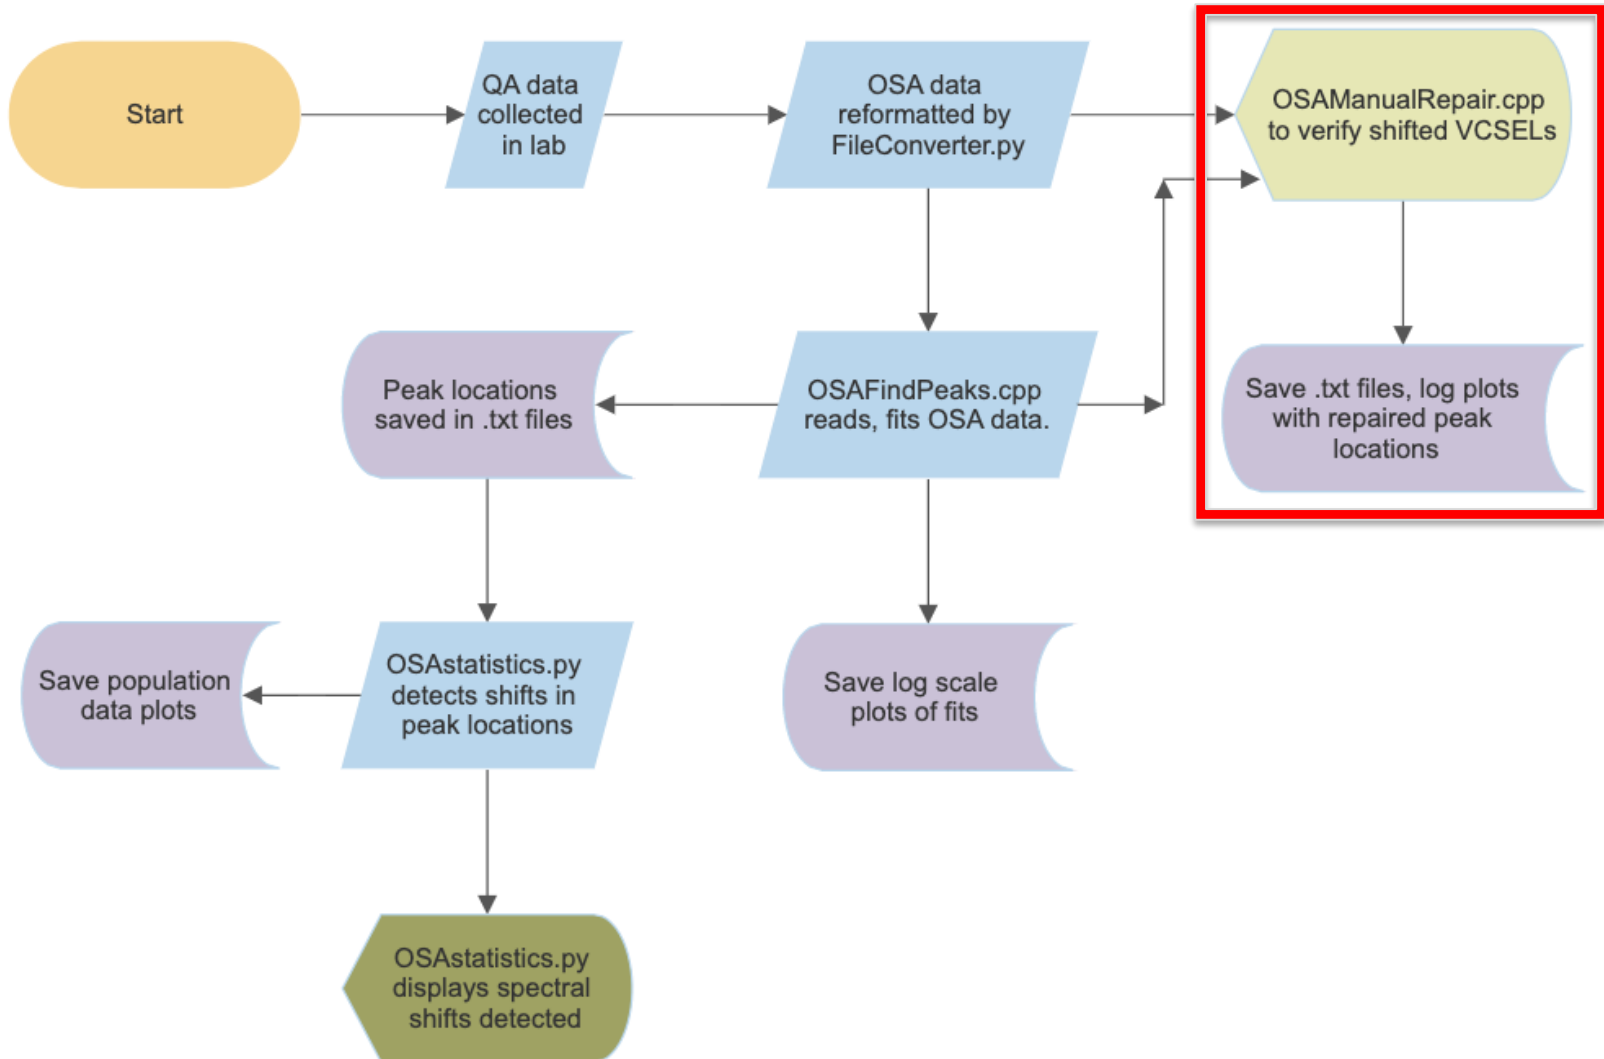 Start
QA data
collected
in lab
OSA data
reformatted by
FileConverter.py
OSAManualRepair.cpp
to verify shifted VCSELs
Peak locations
saved in .txt files
OSAFindPeaks.cpp
reads, fits OSA data.
Save .txt files, log plots
with repaired peak
locations
Save population
data plots
OSAstatistics.py
detects shifts in
peak locations
Save log scale
plots of fits
OSAstatistics.py
displays spectral
shifts detected